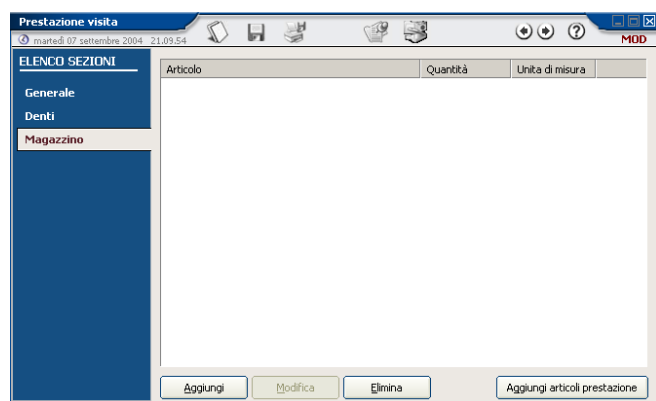 Prestazione visita
martedì 07 settembre 2004 21.09.54
MOD
ELENCO SEZIONI
Generale
Denti
Magazzino
Articolo Quantità Unita di misura
Aggiungi Modifica Elimina Aggiungi articoli prestazione